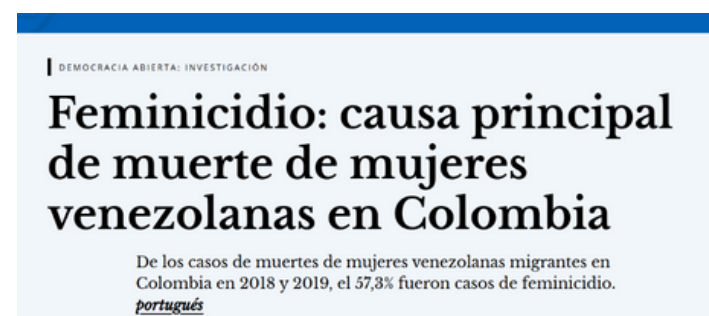 DEMOCRACIA ABIERTA: INVESTIGACIÓN
Feminicidio: causa principal
de muerte de mujeres
venezolanas en Colombia
De los casos de muertes de mujeres venezolanas migrantes en
Colombia en 2018 y 2019, el 57,3% fueron casos de feminicidio.
portugués